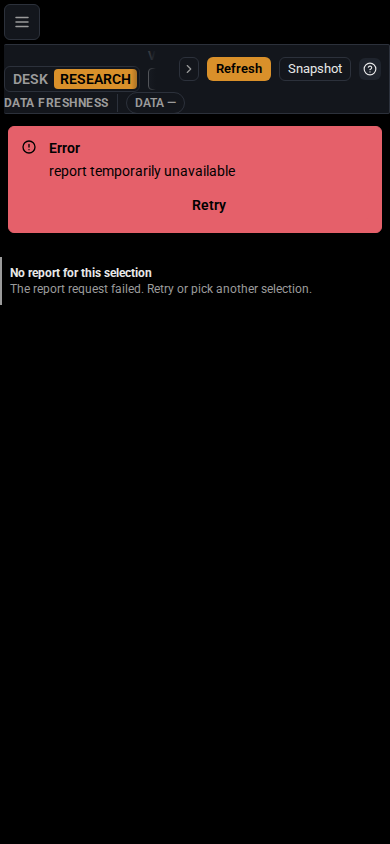 DESK RESEARCH
Refresh
Snapshot
DATA FRESHNESS
DATA —
Error
report temporarily unavailable
Retry
No report for this selection
The report request failed. Retry or pick another selection.